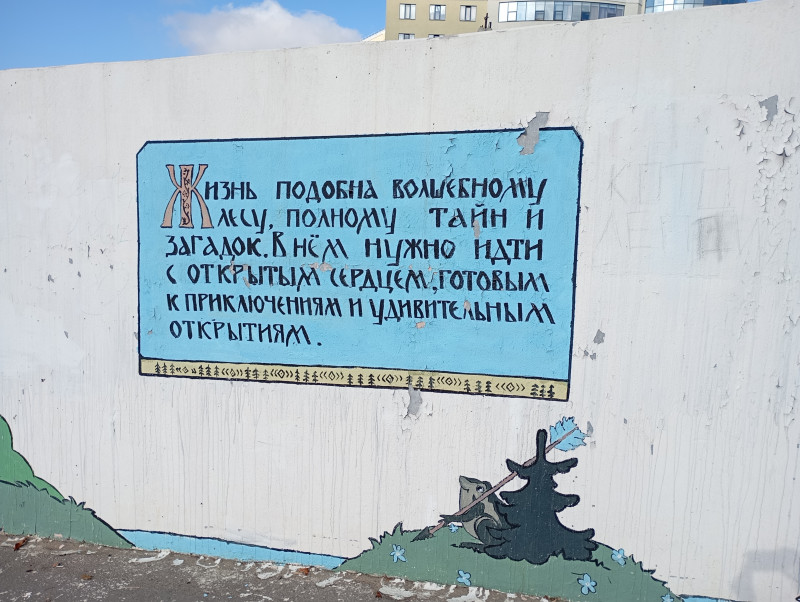 Жизнь подобна волшебному
лесу, полному тайн и
загадок. В нём нужно идти
с открытым сердцем, готовым
к приключениям и удивительным
открытиям.